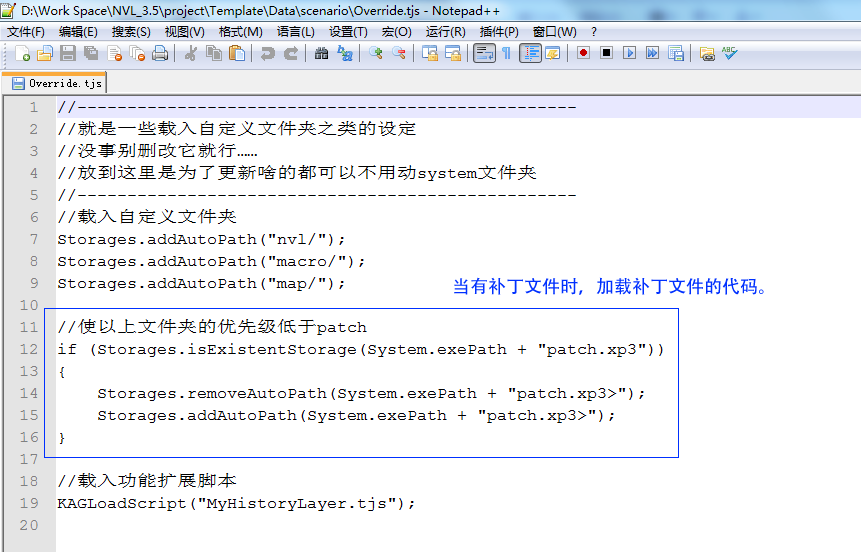 D:\Work Space\NVL_3.5\project\Template\Data\scenario\Override.tjs - Notepad++
文件(F) 编辑(E) 搜索(S) 视图(V) 格式(M) 语言(L) 设置(T) 宏(O) 运行(R) 插件(P) 窗口(W) ?
Override.tjs
1 //--------------------------------------------------
2 //就是一些载入自定义文件夹之类的设定
3 //没事别删改它就行……
4 //放到这里是为了更新啥的都可以不用动system文件夹
5 //--------------------------------------------------
6 //载入自定义文件夹
7 Storages.addAutoPath("nvl/");
8 Storages.addAutoPath("macro/");
9 Storages.addAutoPath("map/");
当有补丁文件时，加载补丁文件的代码。
10
11 //使以上文件夹的优先级低于patch
12 if (Storages.isExistentStorage(System.exePath + "patch.xp3"))
13 {
14 Storages.removeAutoPath(System.exePath + "patch.xp3>");
15 Storages.addAutoPath(System.exePath + "patch.xp3>");
16 }
17
18 //载入功能扩展脚本
19 KAGLoadScript("MyHistoryLayer.tjs");
20